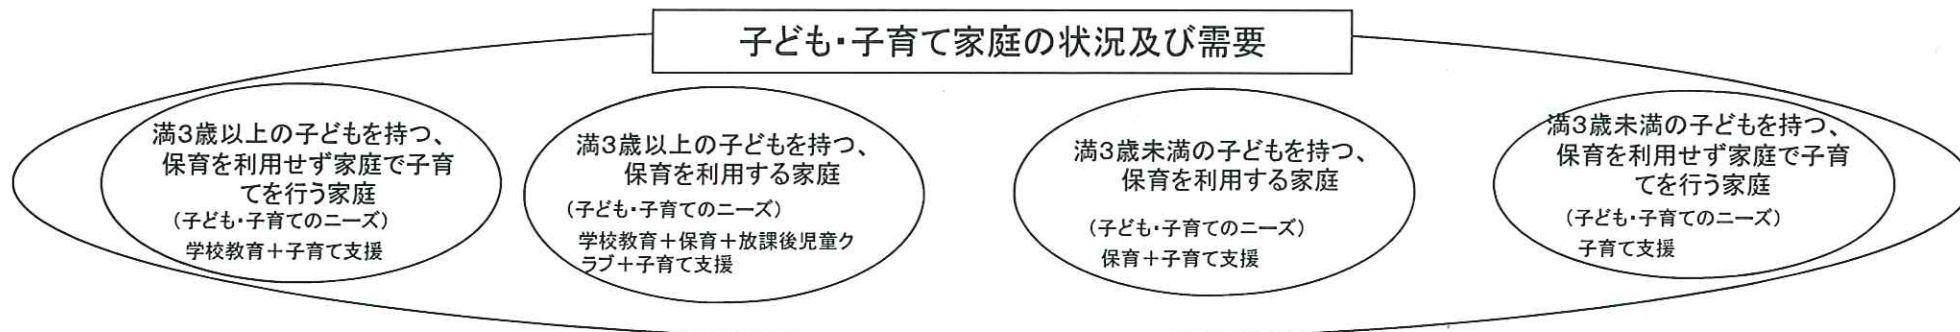 子ども・子育て家庭の状況及び需要
満3歳以上の子どもを持つ、
保育を利用せず家庭で子育
てを行う家庭
(子ども・子育てのニーズ)
学校教育＋子育て支援
満3歳以上の子どもを持つ、
保育を利用する家庭
(子ども・子育てのニーズ)
学校教育＋保育＋放課後児童ク
ラブ＋子育て支援
満3歳未満の子どもを持つ、
保育を利用する家庭
(子ども・子育てのニーズ)
保育＋子育て支援
満3歳未満の子どもを持つ、
保育を利用せず家庭で子育
てを行う家庭
(子ども・子育てのニーズ)
子育て支援